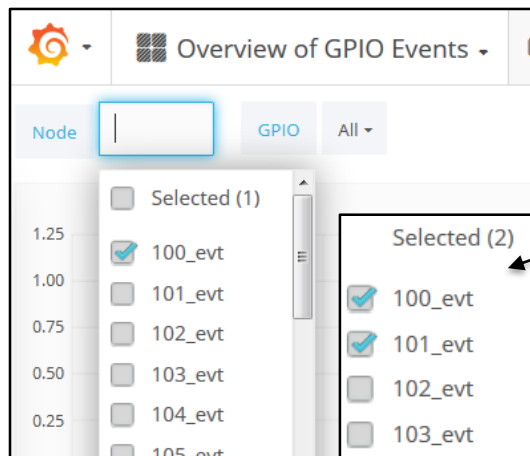 Overview of GPIO Events
Node
GPIO
All
Selected (1)
100_evt
101_evt
102_evt
103_evt
104_evt
105_evt
1.25
1.00
0.75
0.50
0.25
Selected (2)
100_evt
101_evt
102_evt
103_evt